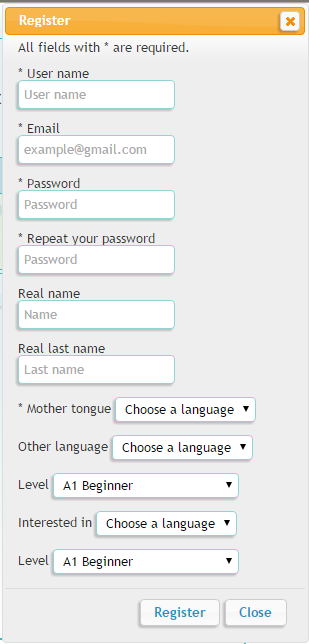 Register
All fields with * are required.
* User name
User name
* Email
example@gmail.com
* Password
Password
* Repeat your password
Password
Real name
Name
Real last name
Last name
* Mother tongue Choose a language
Other language Choose a language
Level A1 Beginner
Interested in Choose a language
Level A1 Beginner
Register Close